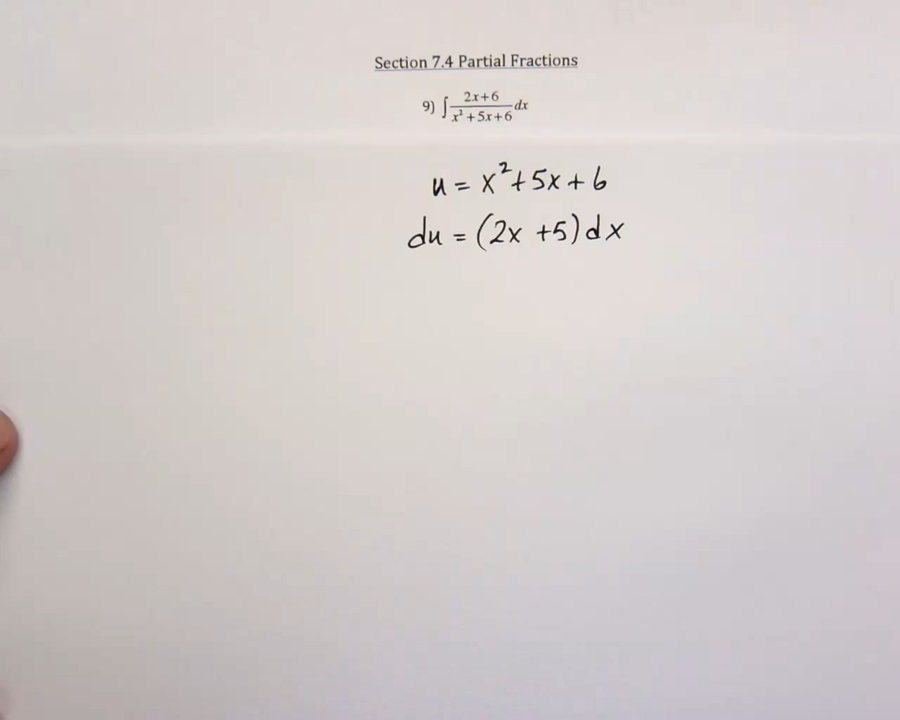 Section 7.4 Partial Fractions
9) ∫ (2x+6)/(x²+5x+6) dx
u = x²+5x+6
du = (2x +5)dx